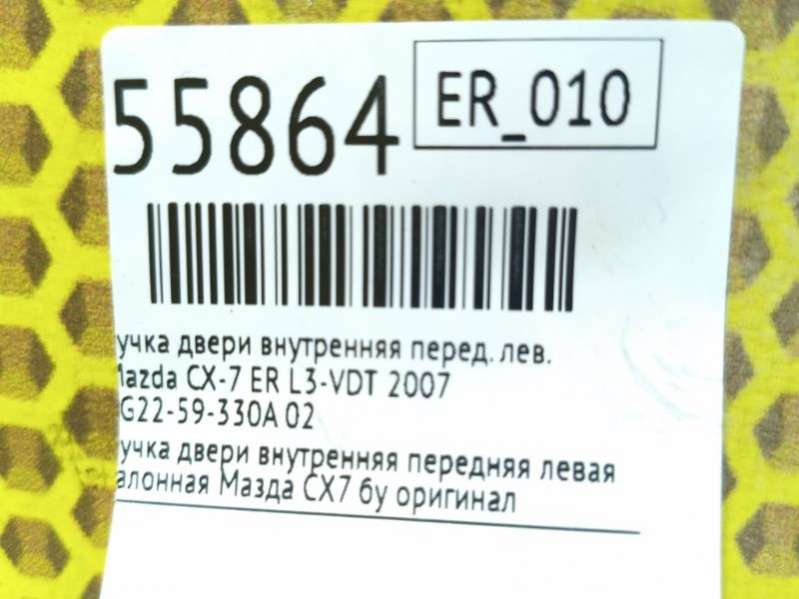 55864
ER_010
учка двери внутренняя перед. лев.
Mazda CX-7 ER L3-VDT 2007
G22-59-330A 02
учка двери внутренняя передняя левая
алонная Мазда СХ7 бу оригинал